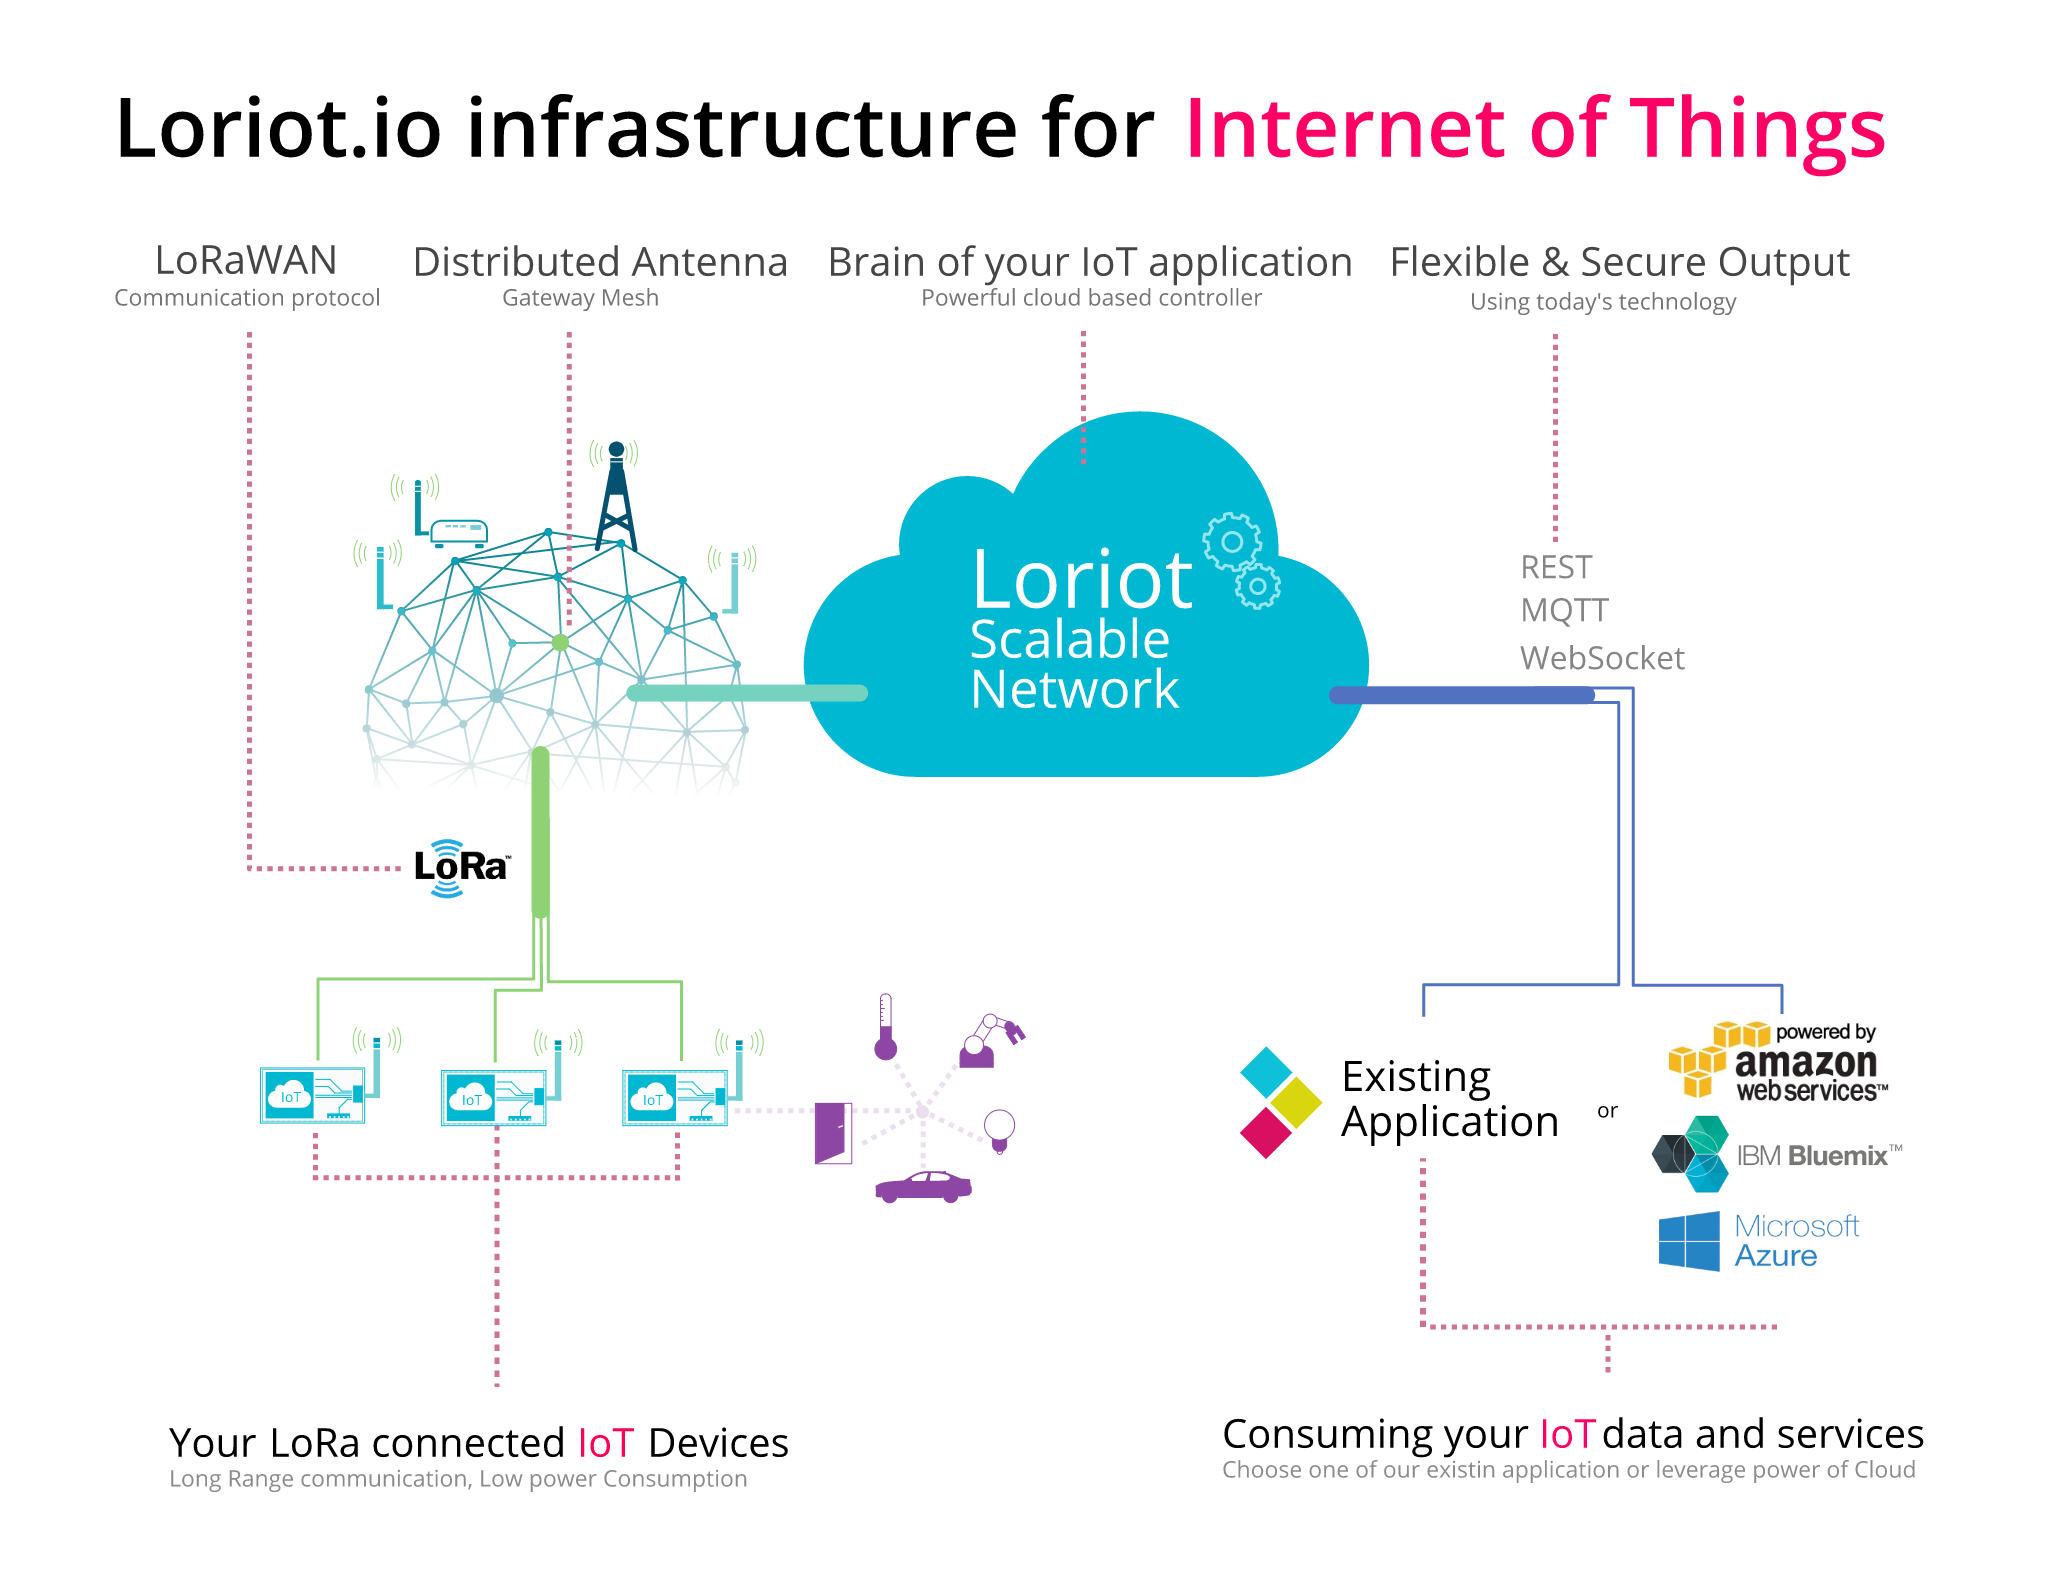 Loriot.io infrastructure for Internet of Things
LoRaWAN
Communication protocol
Distributed Antenna
Gateway Mesh
Brain of your IoT application
Powerful cloud based controller
Flexible & Secure Output
Using today's technology
Loriot
Scalable
Network
REST
MQTT
WebSocket
LoRa™
IoT
IoT
IoT
Existing
Application
or
powered by
amazon
web services™
IBM Bluemix™
Microsoft
Azure
Your LoRa connected IoT Devices
Long Range communication, Low power Consumption
Consuming your IoT data and services
Choose one of our existin application or leverage power of Cloud